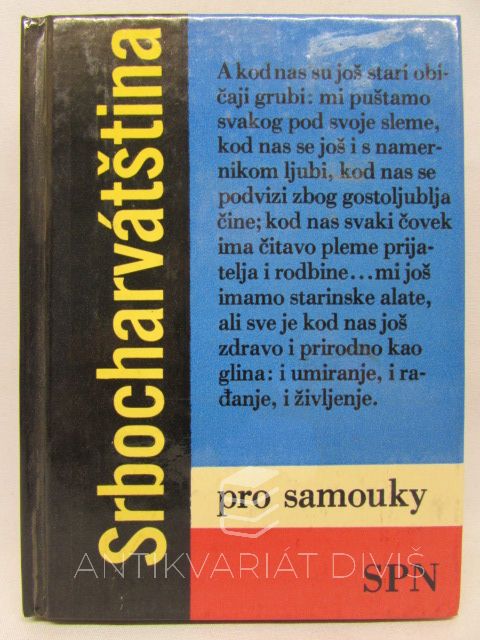 Srbocharvátština
A kod nas su još stari obi-
čaji grubi: mi puštamo
svakog pod svoje sleme,
kod nas se još i s namer-
nikom ljubi, kod nas se
podvizi zbog gostoljublja
čine; kod nas svaki čovek
ima čitavo pleme prija-
telja i rodbine...mi još
imamo starinske alate,
ali sve je kod nas još
zdravo i prirodno kao
glina: i umiranje, i ra-
đanje, i življenje.
pro samouky
ANTIKVARIÁT DIVIŠ
SPN